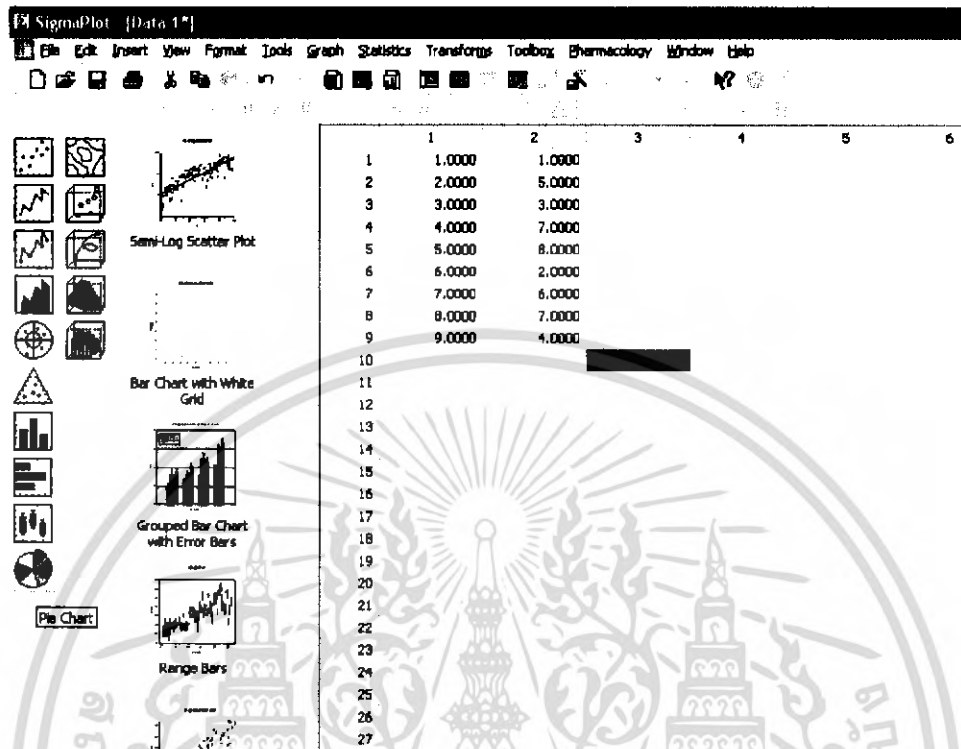 SigmaPlot - [Data 1*]
File Edit Insert View Format Tools Graph Statistics Transforms Toolbox Pharmacology Window Help
1 2 3 4 5 6
1 1.0000 1.0000
2 2.0000 5.0000
3 3.0000 3.0000
4 4.0000 7.0000
5 5.0000 8.0000
6 6.0000 2.0000
7 7.0000 6.0000
8 8.0000 7.0000
9 9.0000 4.0000
10
11
12
13
14
15
16
17
18
19
20
21
22
23
24
25
26
27
Semi-Log Scatter Plot
Bar Chart with White
Grid
Grouped Bar Chart
with Error Bars
Range Bars
Pie Chart